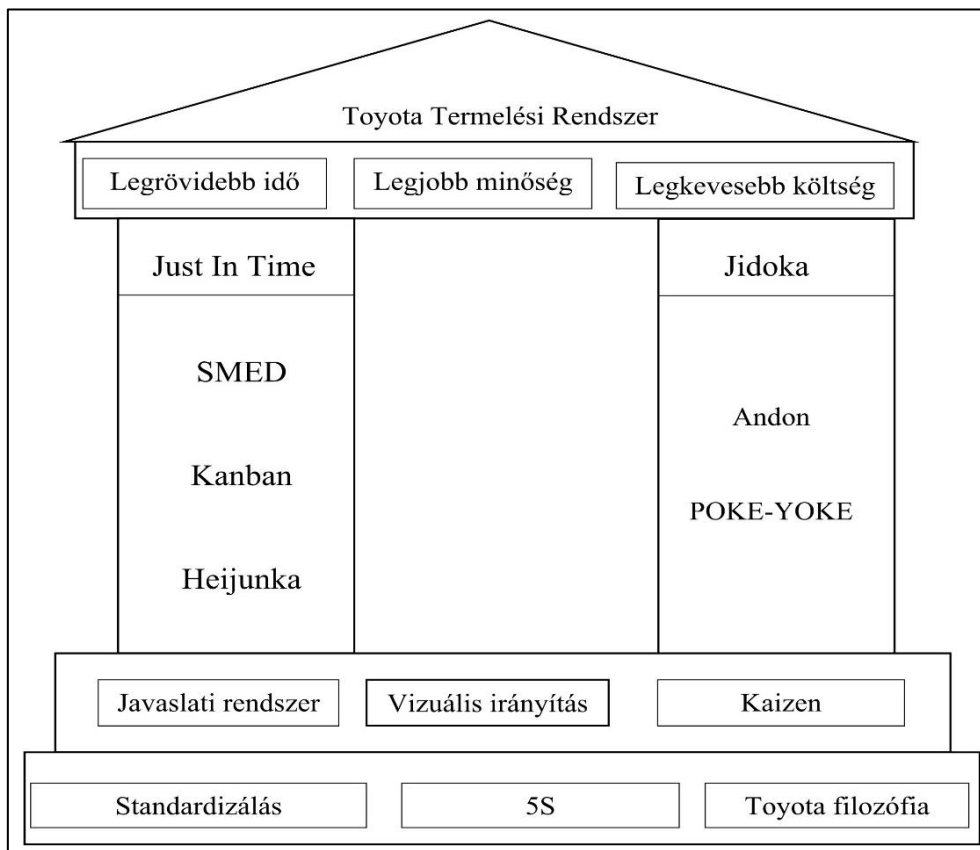 Toyota Termelési Rendszer
Legrövidebb idő
Legjobb minőség
Legkevesebb költség
Just In Time
Jidoka
SMED
Andon
Kanban
POKE-YOKE
Heijunka
Javaslati rendszer
Vizuális irányítás
Kaizen
Standardizálás
5S
Toyota filozófia